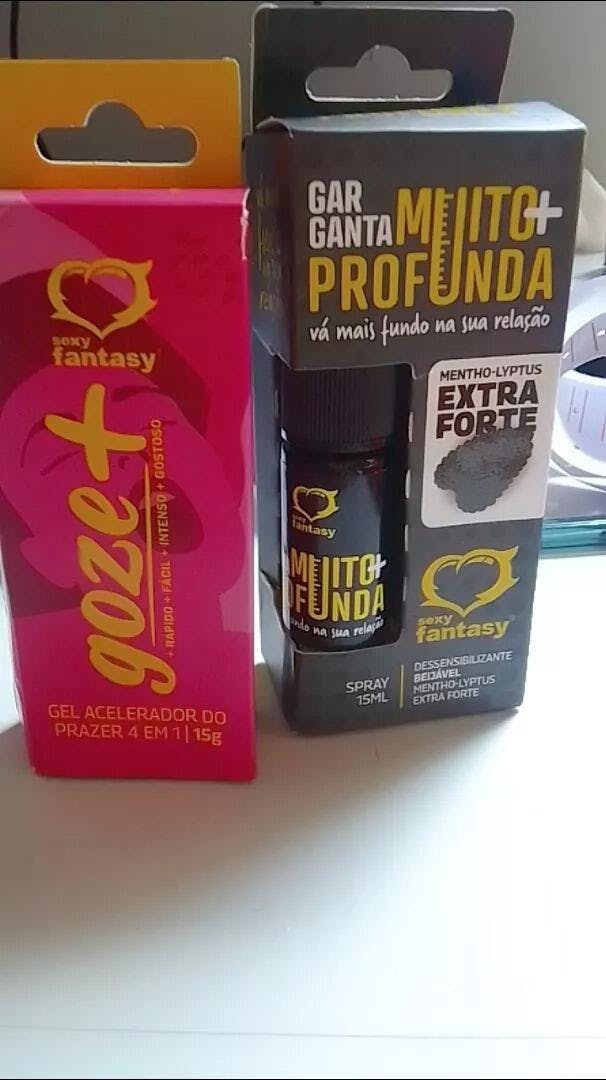 sexy
fantasy
goze+
+ RÁPIDO + FÁCIL + INTENSO + GOSTOSO
GEL ACELERADOR DO
PRAZER 4 EM 1 | 15g
GAR
GANTA
MUITO+
PROFUNDA
vá mais fundo na sua relação
MENTHO-LYPTUS
EXTRA
FORTE
sexy
fantasy
MUITO+
OFUNDA
undo na sua relação
sexy
fantasy®
SPRAY
15ML
DESSENSIBILIZANTE
BEIJÁVEL
MENTHO-LYPTUS
EXTRA FORTE